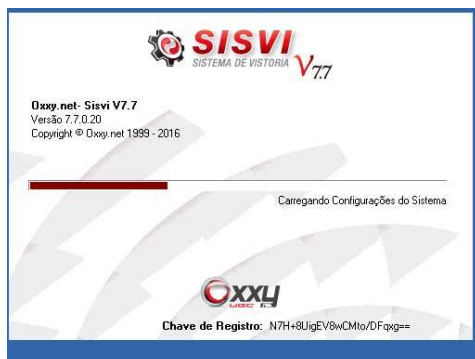 SISVI
SISTEMA DE VISTORIA
V7.7
Oxxy.net- Sisvi V7.7
Versão 7.7.0.20
Copyright © Oxxy.net 1999 - 2016
Carregando Configurações do Sistema
Oxxy
Chave de Registro: N7H+8UigEV8wCMto/DFqxg==